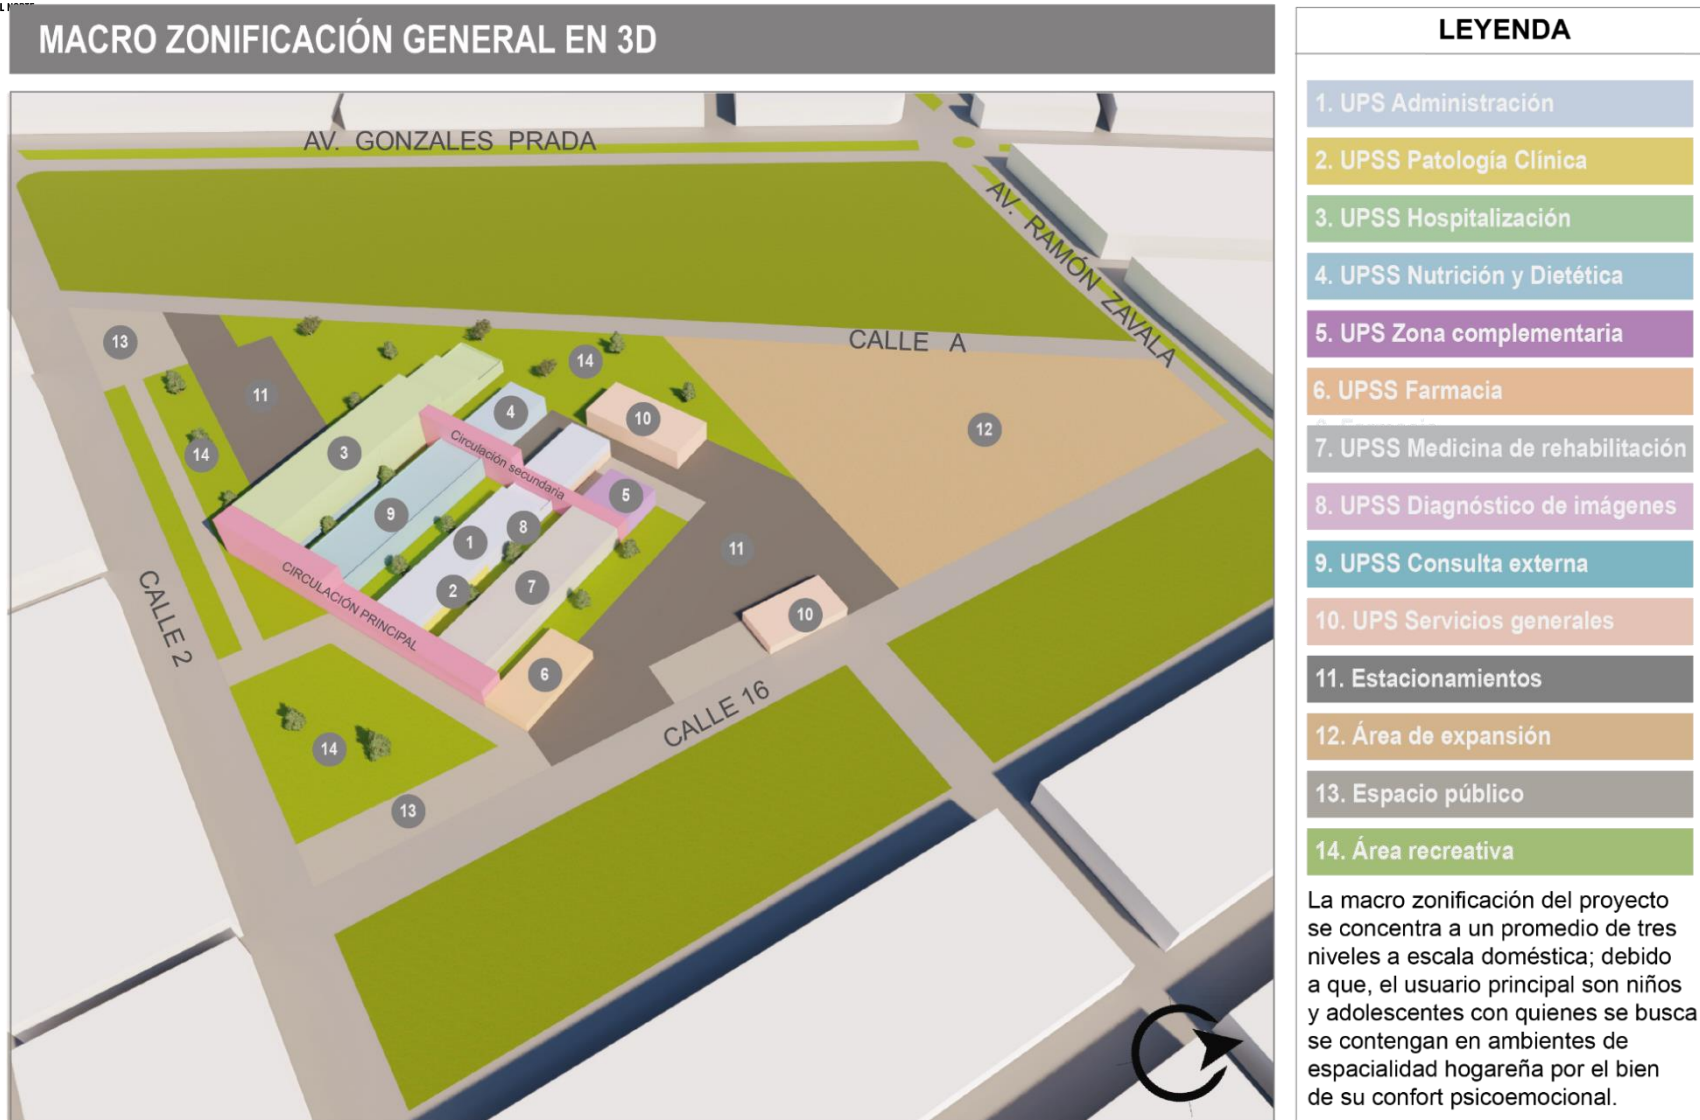 MACRO ZONIFICACIÓN GENERAL EN 3D
AV. GONZALES PRADA
AV. RAMÓN ZAVALA
CALLE A
13
14
11
12
14
3
4
10
Circulación secundaria
5
9
8
1
11
2
7
CIRCULACIÓN PRINCIPAL
10
CALLE 2
6
CALLE 16
14
13
LEYENDA
1. UPS Administración
2. UPSS Patología Clínica
3. UPSS Hospitalización
4. UPSS Nutrición y Dietética
5. UPS Zona complementaria
6. UPSS Farmacia
7. UPSS Medicina de rehabilitación
8. UPSS Diagnóstico de imágenes
9. UPSS Consulta externa
10. UPS Servicios generales
11. Estacionamientos
12. Área de expansión
13. Espacio público
14. Área recreativa
La macro zonificación del proyecto
se concentra a un promedio de tres
niveles a escala doméstica; debido
a que, el usuario principal son niños
y adolescentes con quienes se busca
se contengan en ambientes de
espacialidad hogareña por el bien
de su confort psicoemocional.